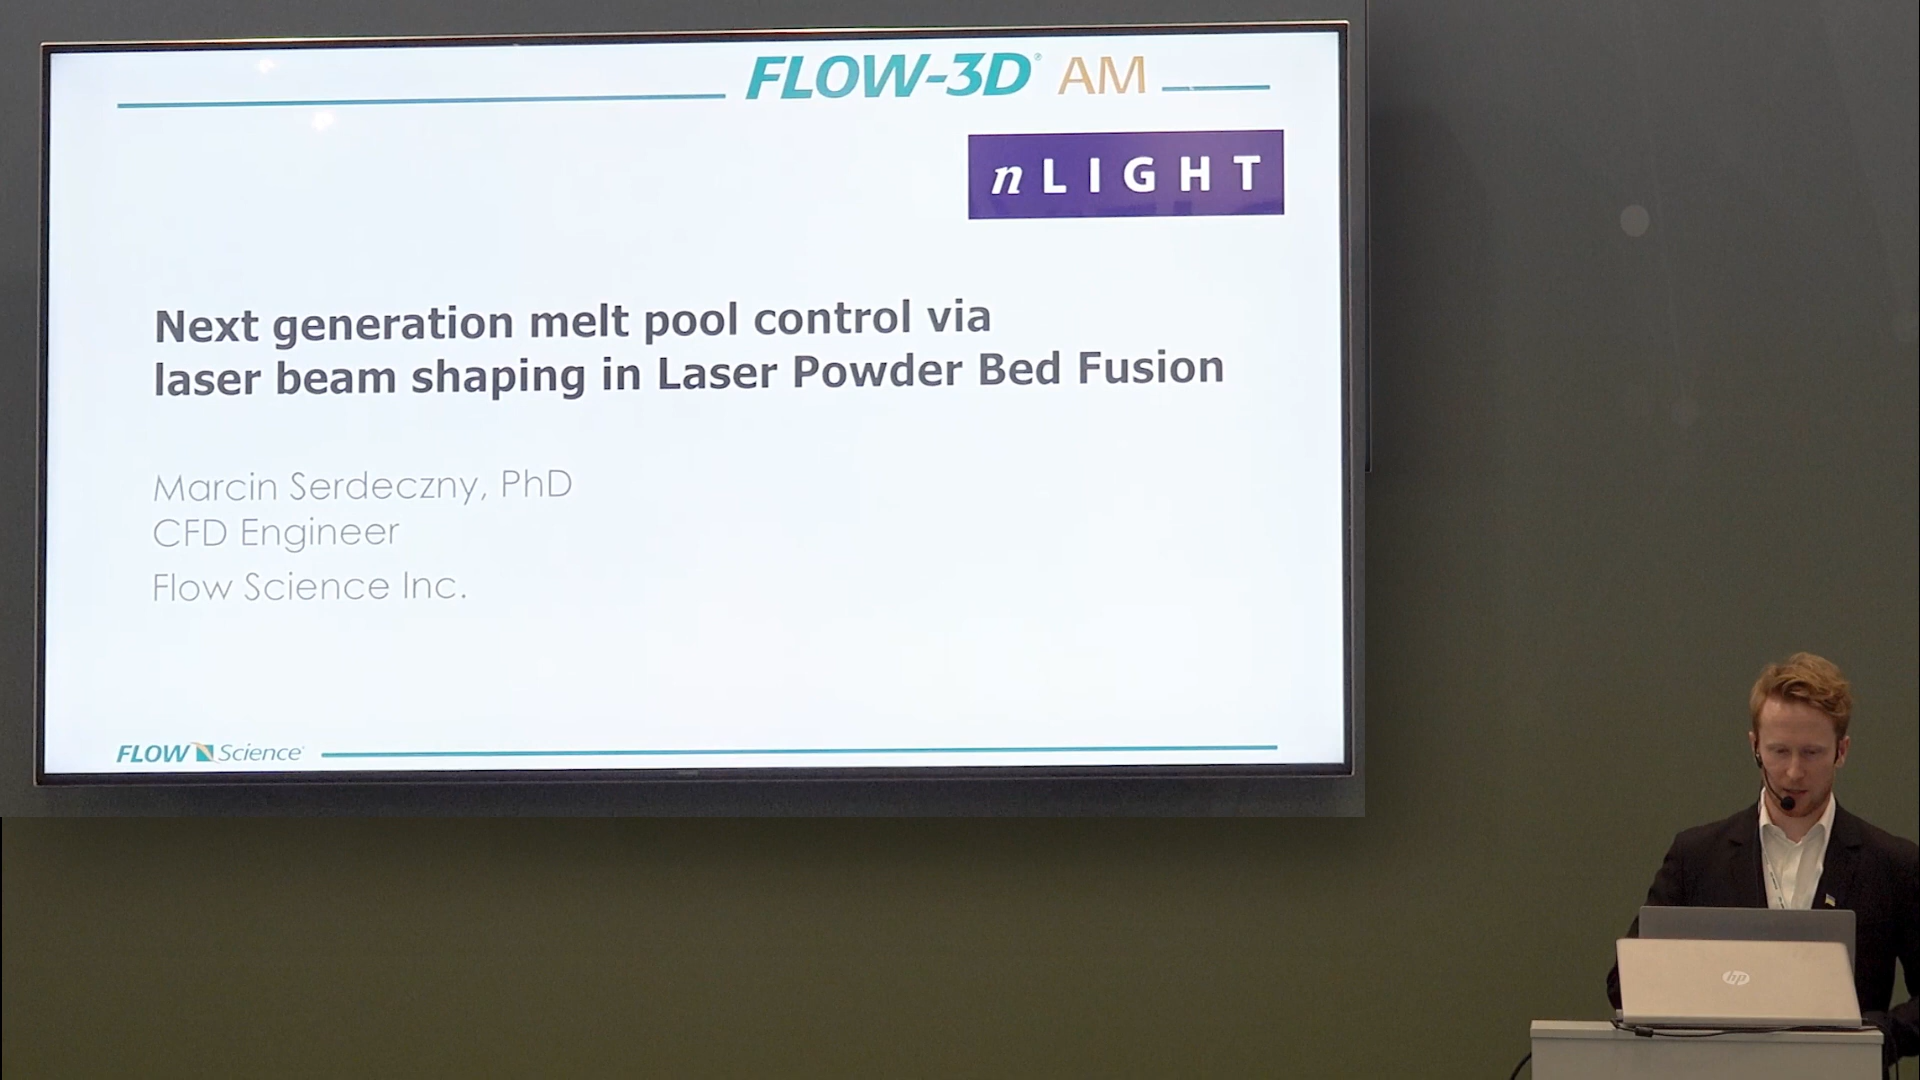 FLOW-3D® AM
nLIGHT
Next generation melt pool control via
laser beam shaping in Laser Powder Bed Fusion
Marcin Serdeczny, PhD
CFD Engineer
Flow Science Inc.
FLOW Science
hp